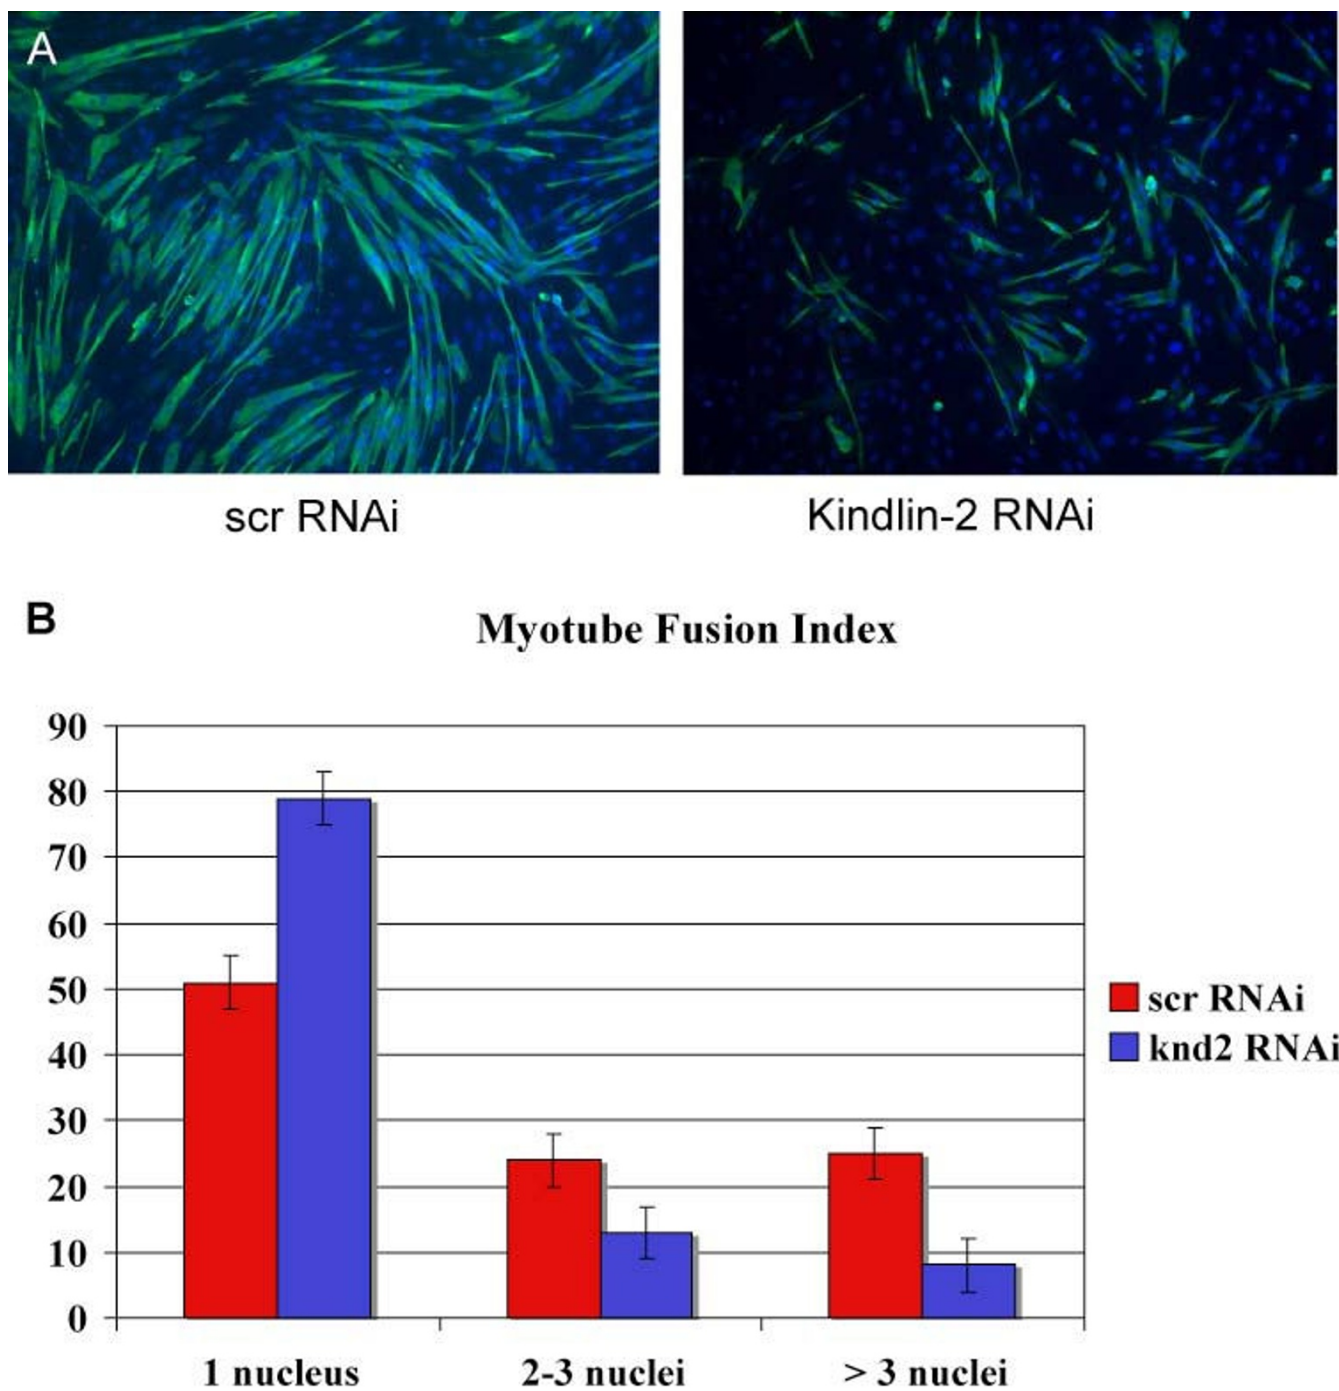 A
scr RNAi
Kindlin-2 RNAi
B
Myotube Fusion Index
90
80
70
60
50
40
30
20
10
0
scr RNAi
knd2 RNAi
1 nucleus
2-3 nuclei
> 3 nuclei